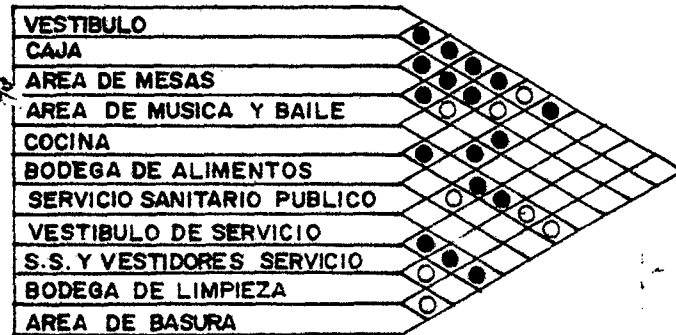 VESTIBULO
CAJA
AREA DE MESAS
AREA DE MUSICA Y BAILE
COCINA
BODEGA DE ALIMENTOS
SERVICIO SANITARIO PUBLICO
VESTIBULO DE SERVICIO
S.S. Y VESTIDORES SERVICIO
BODEGA DE LIMPIEZA
AREA DE BASURA